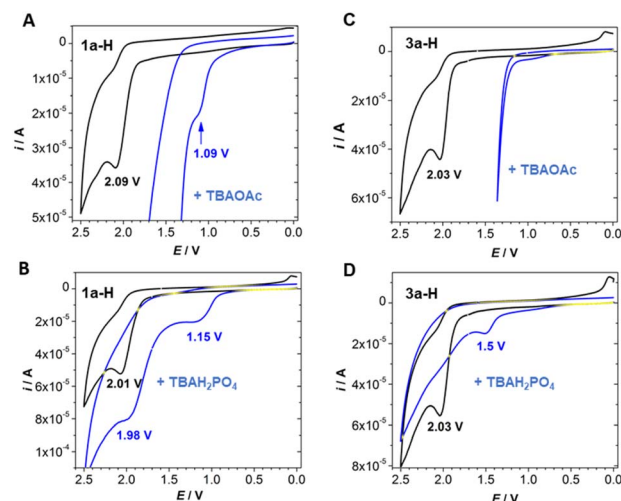 A
1a-H
0
1x10-5
2x10-5
3x10-5
4x10-5
5x10-5
i / A
2.09 V
1.09 V
+ TBAOAc
2.5 2.0 1.5 1.0 0.5 0.0
E / V
C
3a-H
0
2x10-5
4x10-5
6x10-5
i / A
2.03 V
+ TBAOAc
2.5 2.0 1.5 1.0 0.5 0.0
E / V
B
1a-H
0
2x10-5
4x10-5
6x10-5
8x10-5
1x10-4
i / A
1.15 V
2.01 V
+ TBAH2PO4
1.98 V
2.5 2.0 1.5 1.0 0.5 0.0
E / V
D
3a-H
0
2x10-5
4x10-5
6x10-5
8x10-5
i / A
1.5 V
+ TBAH2PO4
2.03 V
2.5 2.0 1.5 1.0 0.5 0.0
E / V